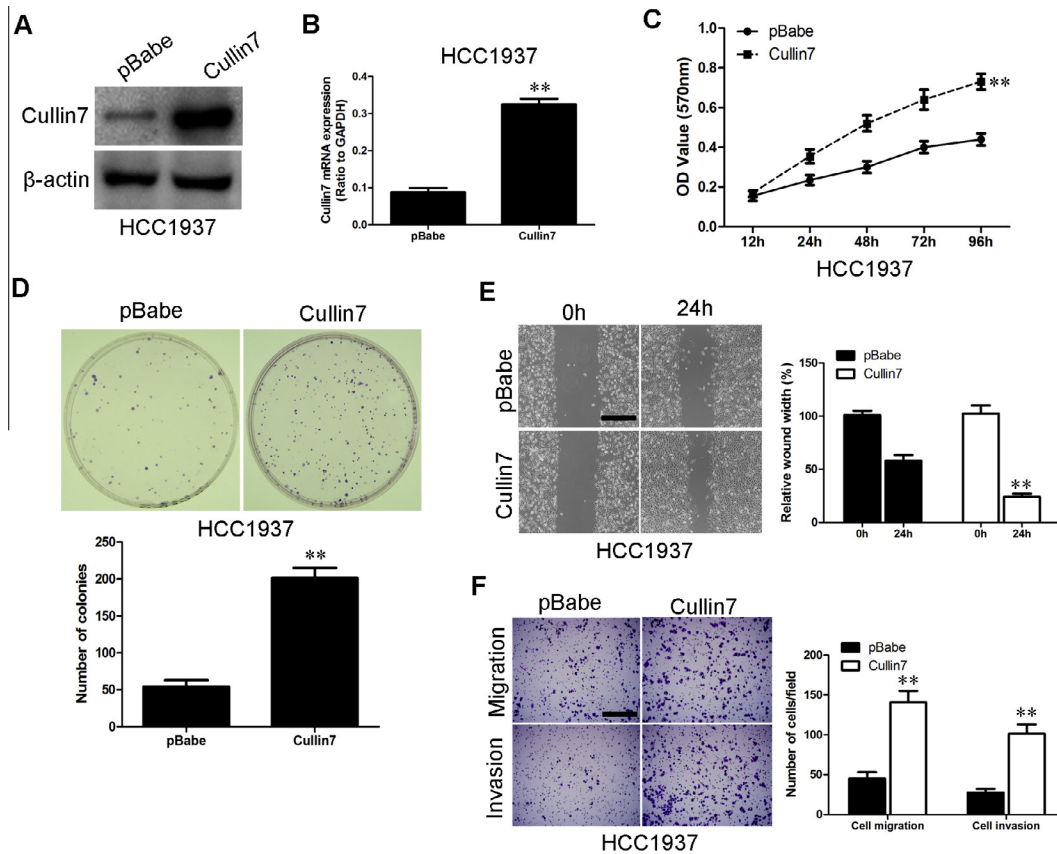 A
pBabe
Cullin7
Cullin7
β-actin
HCC1937
B
HCC1937
Cullin7 mRNA expression
(Ratio to GAPDH)
0.4
0.3
0.2
0.1
0.0
**
pBabe
Cullin7
C
pBabe
Cullin7
OD Value (570nm)
1.0
0.8
0.6
0.4
0.2
0.0
**
12h 24h 48h 72h 96h
HCC1937
D
pBabe
Cullin7
HCC1937
Number of colonies
250
200
150
100
50
0
**
pBabe
Cullin7
E
0h
24h
pBabe
Cullin7
HCC1937
pBabe
Cullin7
Relative wound width (%)
150
100
50
0
**
0h 24h 0h 24h
F
pBabe
Cullin7
Migration
Invasion
HCC1937
pBabe
Cullin7
Number of cells/field
200
150
100
50
0
**
**
Cell migration
Cell invasion